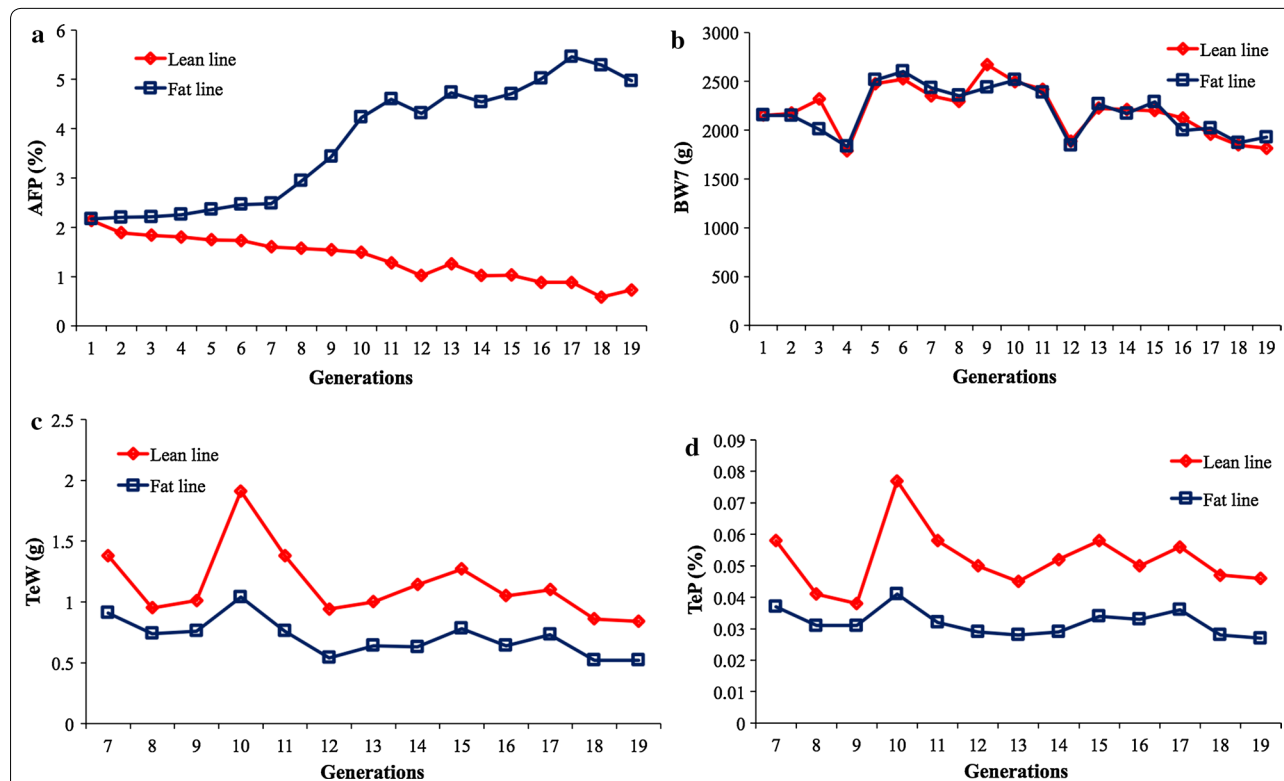 a
6
5
4
3
2
1
0
AFP (%)
Lean line
Fat line
1 2 3 4 5 6 7 8 9 10 11 12 13 14 15 16 17 18 19
Generations
b
3000
2500
2000
1500
1000
500
0
BW7 (g)
Lean line
Fat line
1 2 3 4 5 6 7 8 9 10 11 12 13 14 15 16 17 18 19
Generations
c
2.5
2
1.5
1
0.5
0
TeW (g)
Lean line
Fat line
7 8 9 10 11 12 13 14 15 16 17 18 19
Generations
d
0.09
0.08
0.07
0.06
0.05
0.04
0.03
0.02
0.01
0
TeP (%)
Lean line
Fat line
7 8 9 10 11 12 13 14 15 16 17 18 19
Generations